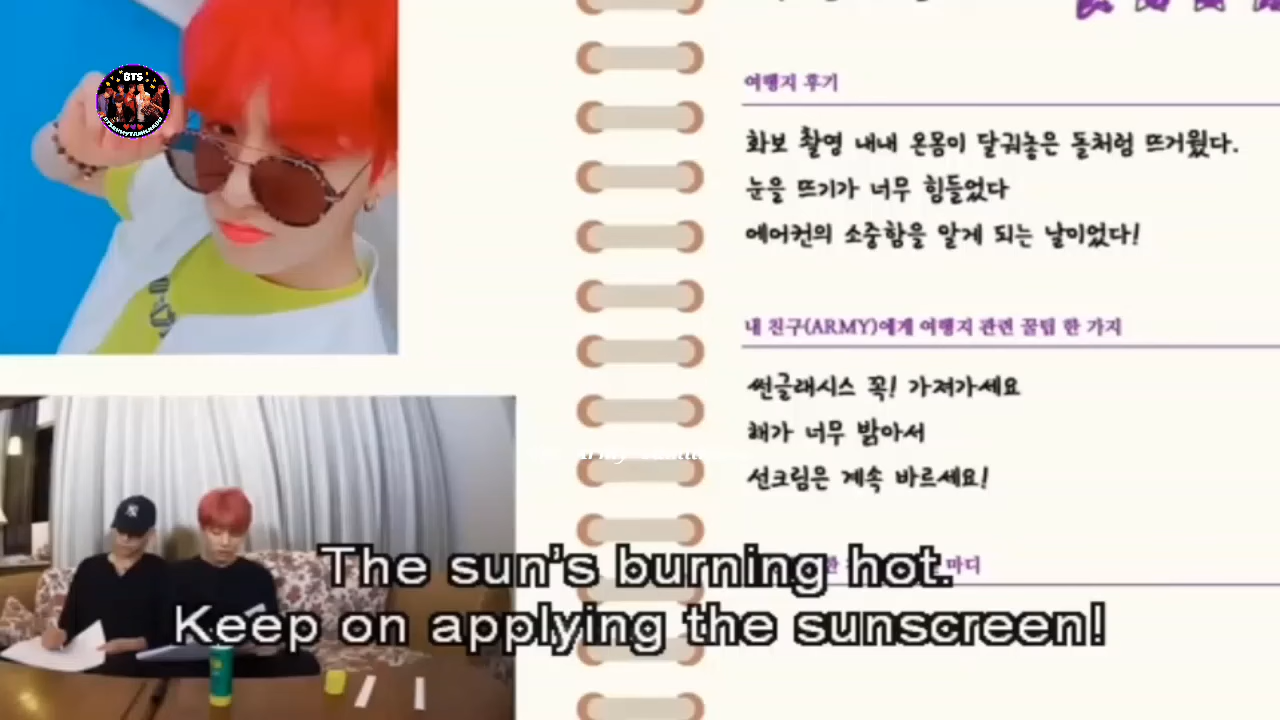 BTS
여행지 후기
화보 촬영 내내 온몸이 달궈놓은 돌처럼 뜨거웠다.
눈을 뜨기가 너무 힘들었다
에어컨의 소중함을 알게 되는 날이었다!
내 친구(ARMY)에게 여행지 관련 꿀팁 한 가지
썬글래시스 꼭! 가져가세요
해가 너무 밝아서
선크림은 계속 바르세요!
마디
The sun's burning hot.
Keep on applying the sunscreen!